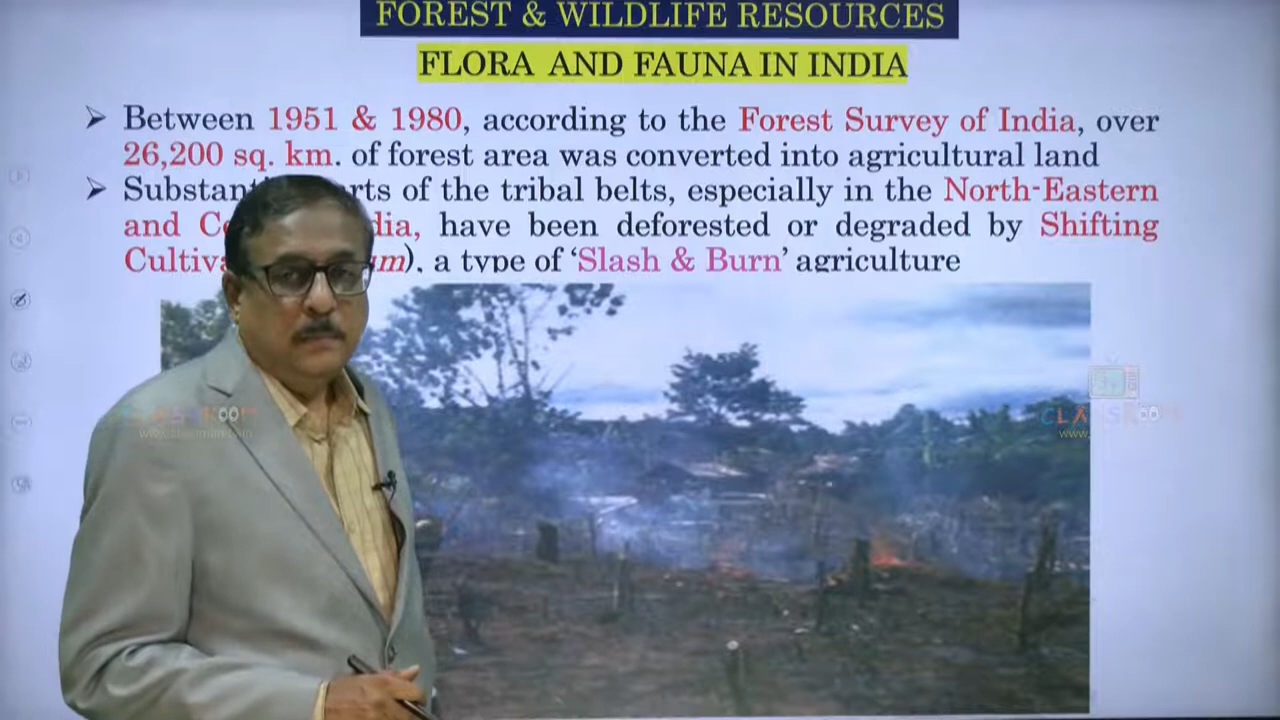 FOREST & WILDLIFE RESOURCES
FLORA AND FAUNA IN INDIA
➢ Between 1951 & 1980, according to the Forest Survey of India, over
26,200 sq. km. of forest area was converted into agricultural land
➢ Substant rts of the tribal belts, especially in the North-Eastern
and C dia, have been deforested or degraded by Shifting
Cultiva m), a type of ‘Slash & Burn’ agriculture
CLASSROOM
CLASSROOM
www.